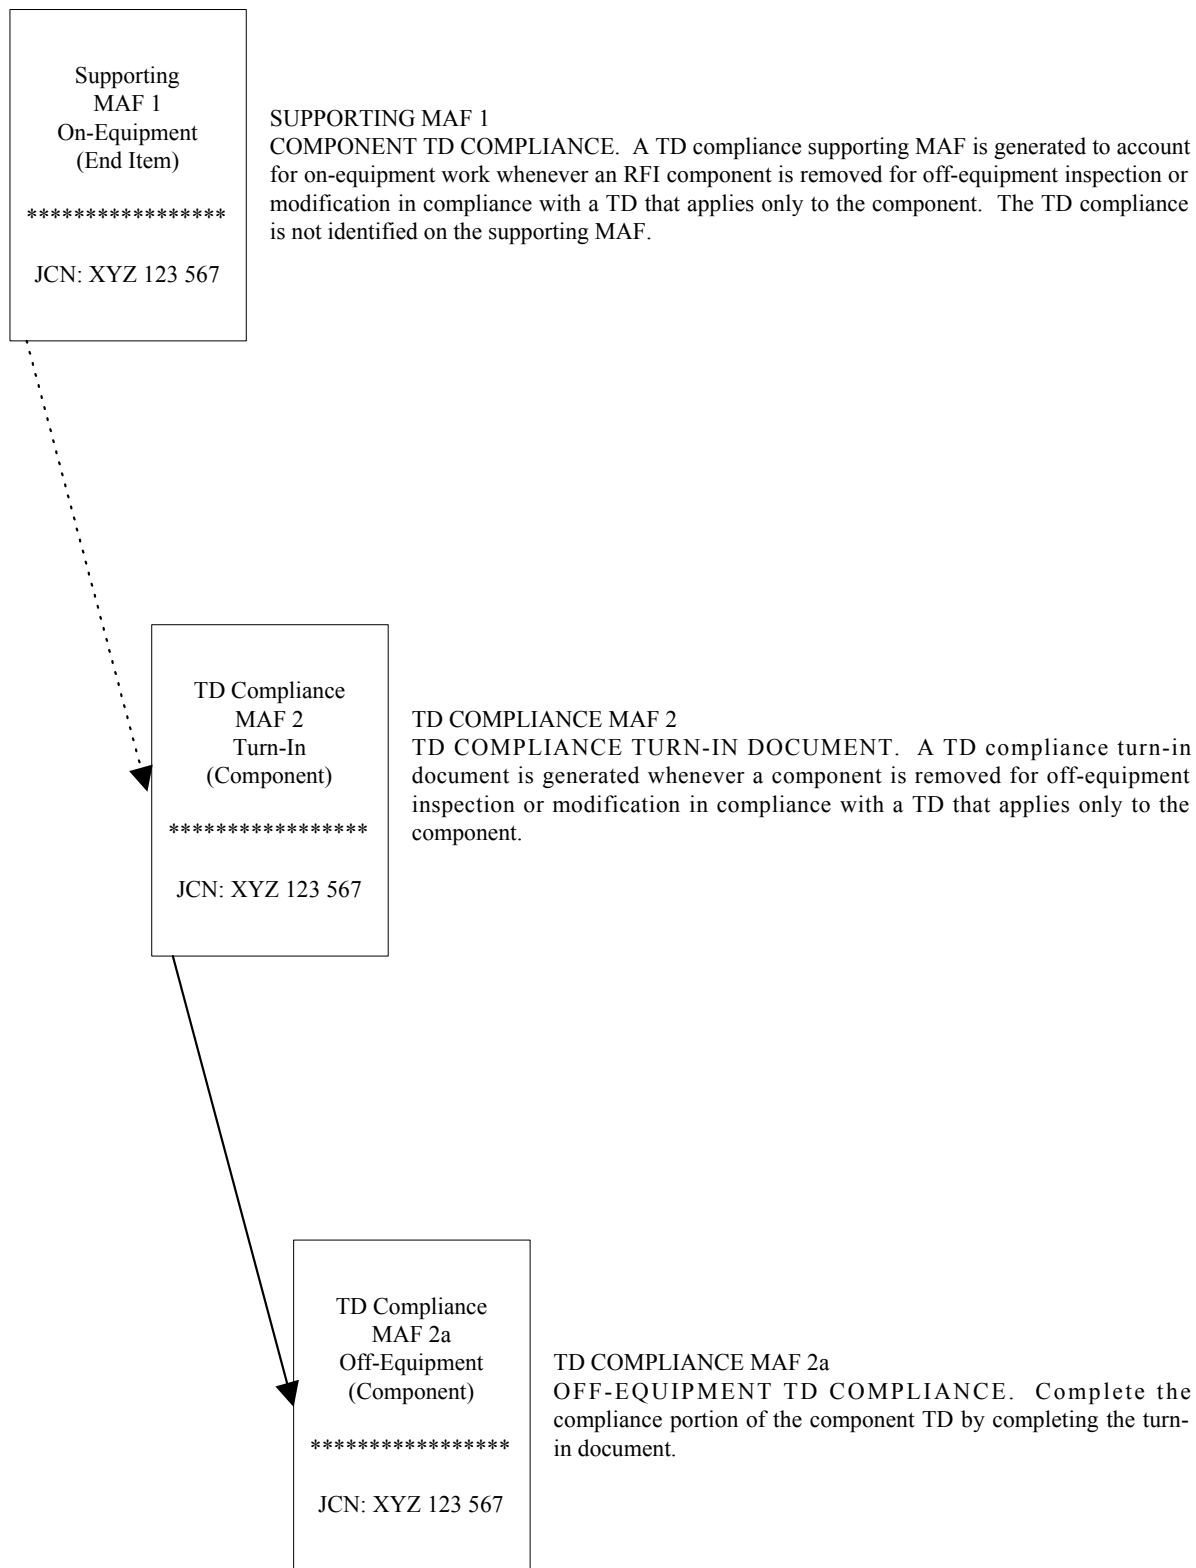 Supporting
MAF 1
On-Equipment
(End Item)
*****************
JCN: XYZ 123 567
SUPPORTING MAF 1
COMPONENT TD COMPLIANCE. A TD compliance supporting MAF is generated to account
for on-equipment work whenever an RFI component is removed for off-equipment inspection or
modification in compliance with a TD that applies only to the component. The TD compliance
is not identified on the supporting MAF.
TD Compliance
MAF 2
Turn-In
(Component)
*****************
JCN: XYZ 123 567
TD COMPLIANCE MAF 2
TD COMPLIANCE TURN-IN DOCUMENT. A TD compliance turn-in
document is generated whenever a component is removed for off-equipment
inspection or modification in compliance with a TD that applies only to the
component.
TD Compliance
MAF 2a
Off-Equipment
(Component)
*****************
JCN: XYZ 123 567
TD COMPLIANCE MAF 2a
OFF-EQUIPMENT TD COMPLIANCE. Complete the
compliance portion of the component TD by completing the turn-
in document.